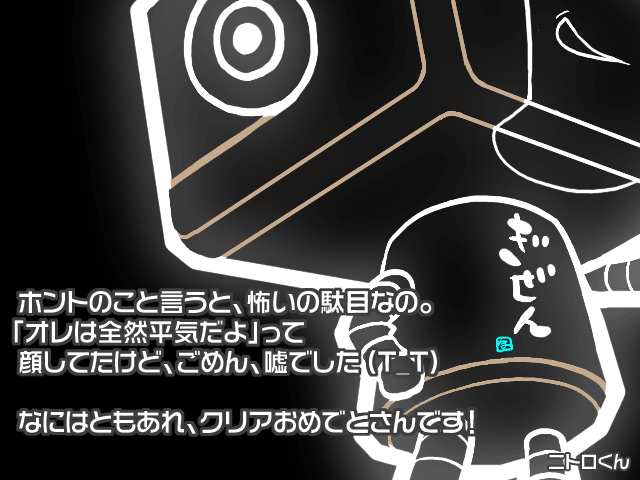 ぎぜん
ホントのこと言うと、怖いの駄目なの。
「オレは全然平気だよ」って
顔してたけど、ごめん、嘘でした（T_T）
なにはともあれ、クリアおめでとさんです！
ニトロくん